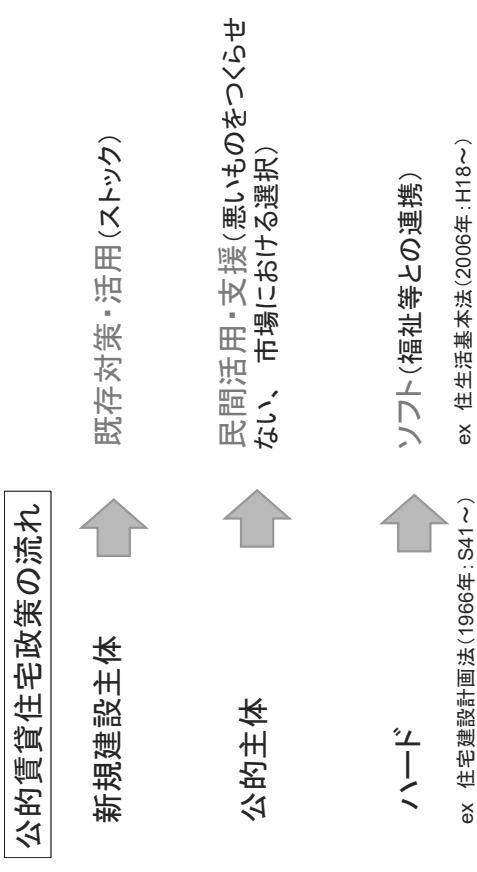 公的賃貸住宅政策の流れ
新規建設主体
既存対策・活用(ストック)
公的主体
民間活用・支援(悪いものをつくらせ
ない、市場における選択)
ハード
ソフト(福祉等との連携)
ex 住宅建設計画法(1966年:S41~)
ex 住生活基本法(2006年:H18~)